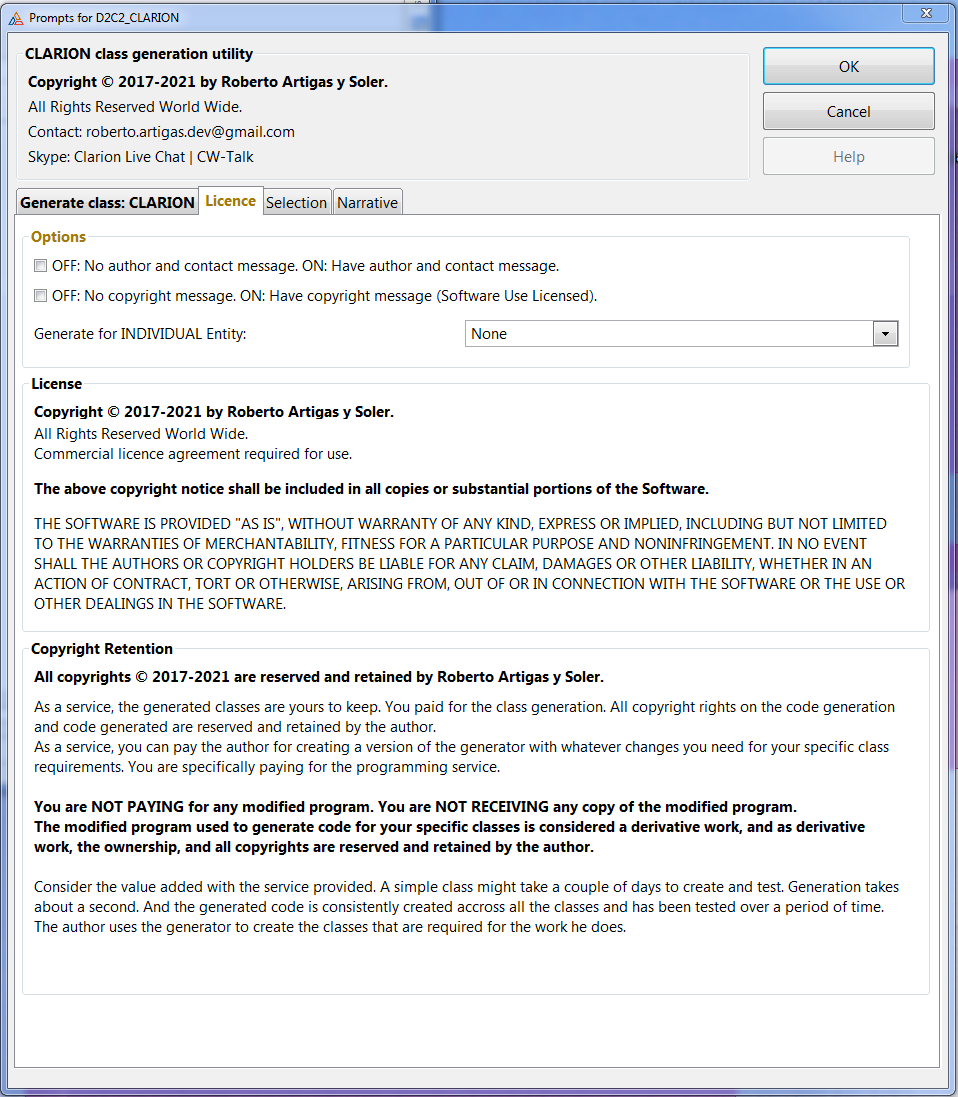 Prompts for D2C2_CLARION
CLARION class generation utility
Copyright © 2017-2021 by Roberto Artigas y Soler.
All Rights Reserved World Wide.
Contact: roberto.artigas.dev@gmail.com
Skype: Clarion Live Chat | CW-Talk
OK
Cancel
Help
Generate class: CLARION
Licence
Selection
Narrative
Options
OFF: No author and contact message. ON: Have author and contact message.
OFF: No copyright message. ON: Have copyright message (Software Use Licensed).
Generate for INDIVIDUAL Entity:
None
License
Copyright © 2017-2021 by Roberto Artigas y Soler.
All Rights Reserved World Wide.
Commercial licence agreement required for use.
The above copyright notice shall be included in all copies or substantial portions of the Software.
THE SOFTWARE IS PROVIDED "AS IS", WITHOUT WARRANTY OF ANY KIND, EXPRESS OR IMPLIED, INCLUDING BUT NOT LIMITED
TO THE WARRANTIES OF MERCHANTABILITY, FITNESS FOR A PARTICULAR PURPOSE AND NONINFRINGEMENT. IN NO EVENT
SHALL THE AUTHORS OR COPYRIGHT HOLDERS BE LIABLE FOR ANY CLAIM, DAMAGES OR OTHER LIABILITY, WHETHER IN AN
ACTION OF CONTRACT, TORT OR OTHERWISE, ARISING FROM, OUT OF OR IN CONNECTION WITH THE SOFTWARE OR THE USE OR
OTHER DEALINGS IN THE SOFTWARE.
Copyright Retention
All copyrights © 2017-2021 are reserved and retained by Roberto Artigas y Soler.
As a service, the generated classes are yours to keep. You paid for the class generation. All copyright rights on the code generation
and code generated are reserved and retained by the author.
As a service, you can pay the author for creating a version of the generator with whatever changes you need for your specific class
requirements. You are specifically paying for the programming service.
You are NOT PAYING for any modified program. You are NOT RECEIVING any copy of the modified program.
The modified program used to generate code for your specific classes is considered a derivative work, and as derivative
work, the ownership, and all copyrights are reserved and retained by the author.
Consider the value added with the service provided. A simple class might take a couple of days to create and test. Generation takes
about a second. And the generated code is consistently created accross all the classes and has been tested over a period of time.
The author uses the generator to create the classes that are required for the work he does.